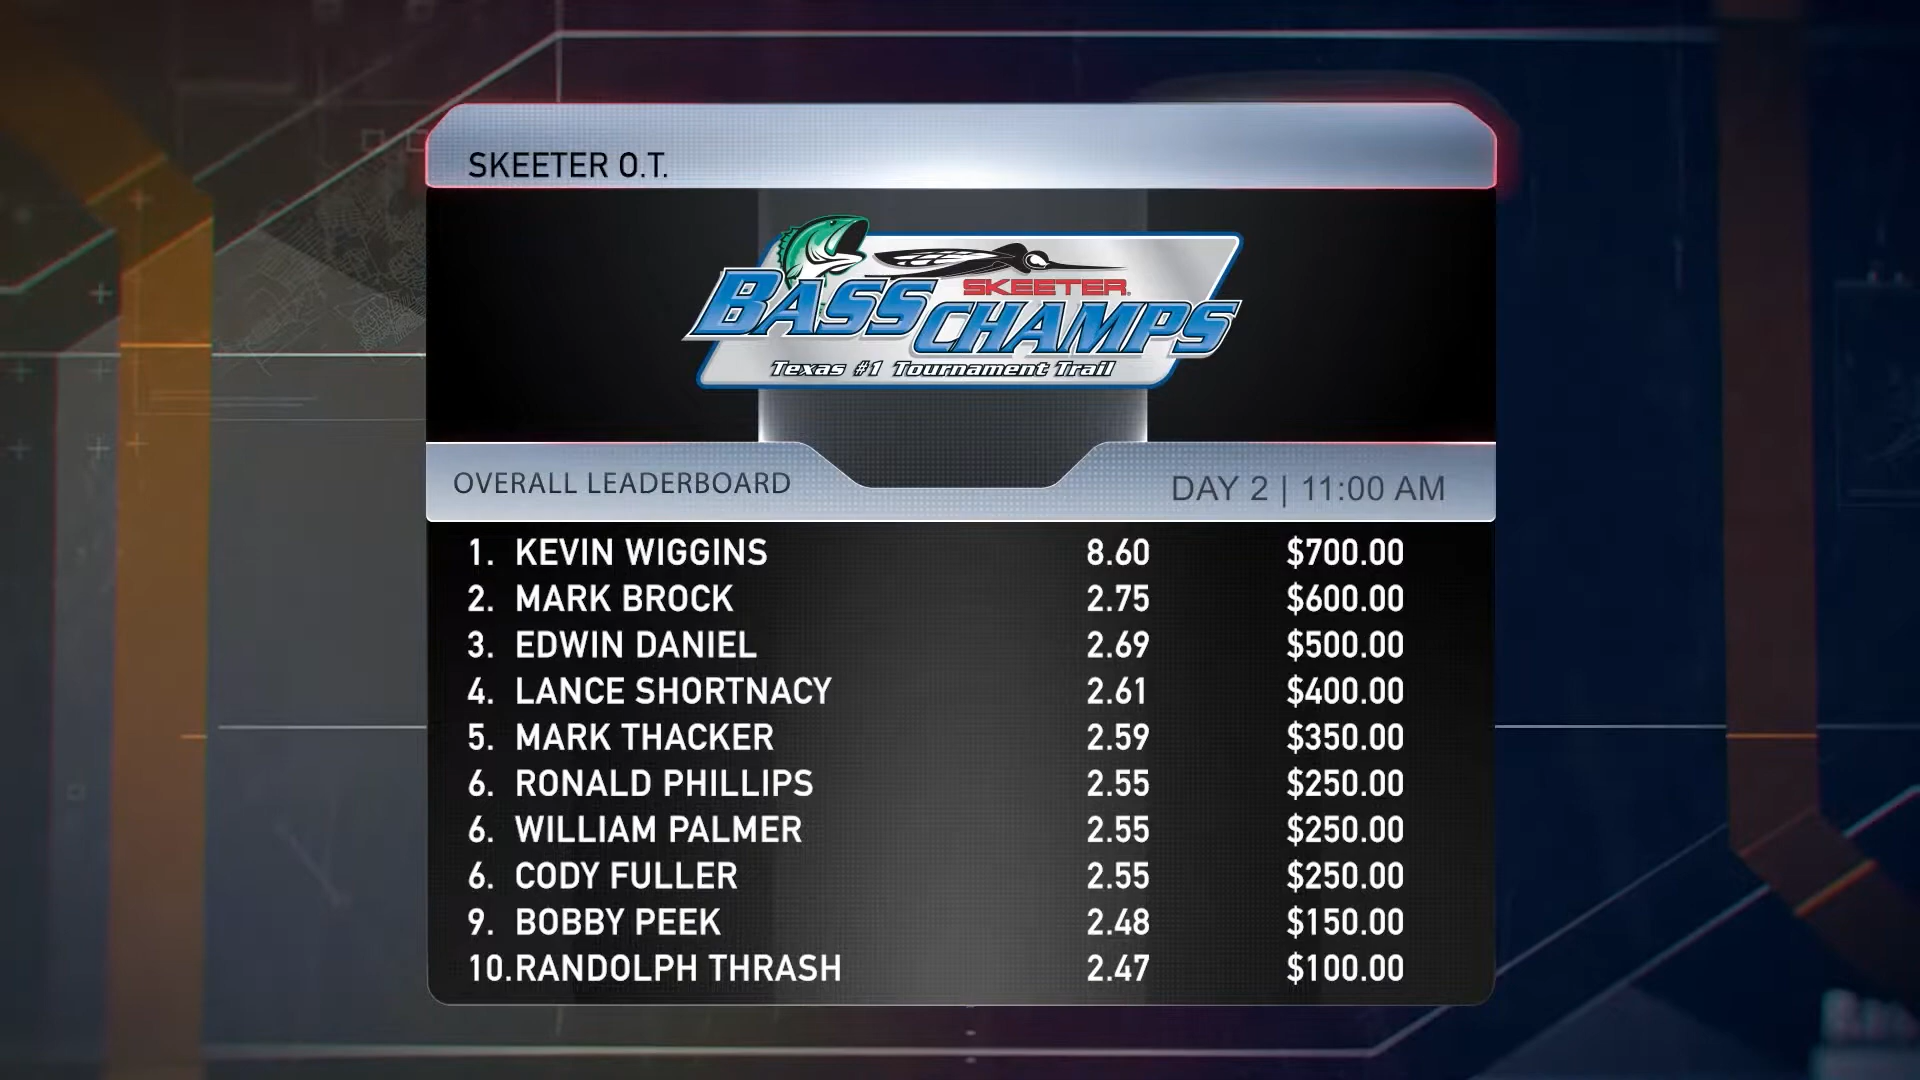 SKEETER O.T.
SKEETER
BASS CHAMPS
Texas #1 Tournament Trail
OVERALL LEADERBOARD DAY 2 | 11:00 AM
1. KEVIN WIGGINS 8.60 $700.00
2. MARK BROCK 2.75 $600.00
3. EDWIN DANIEL 2.69 $500.00
4. LANCE SHORTNACY 2.61 $400.00
5. MARK THACKER 2.59 $350.00
6. RONALD PHILLIPS 2.55 $250.00
6. WILLIAM PALMER 2.55 $250.00
6. CODY FULLER 2.55 $250.00
9. BOBBY PEEK 2.48 $150.00
10. RANDOLPH THRASH 2.47 $100.00